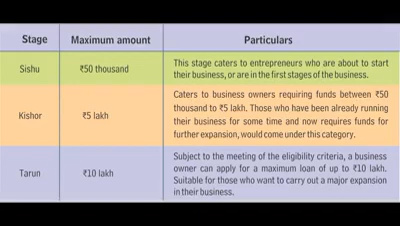 Stage Maximum amount Particulars
Sishu ₹50 thousand This stage caters to entrepreneurs who are about to start
their business, or are in the first stages of the business.
Caters to business owners requiring funds between ₹50
thousand to ₹5 lakh. Those who have been already running
Kishor ₹5 lakh their business for some time and now requires funds for
further expansion, would come under this category.
Subject to the meeting of the eligibility criteria, a business
Tarun ₹10 lakh owner can apply for a maximum loan of up to ₹10 lakh.
Suitable for those who want to carry out a major expansion
in their business.